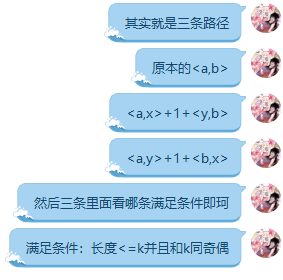 其实就是三条路径
原本的<a,b>
<a,x>+1+<y,b>
<a,y>+1+<b,x>
然后三条里面看哪条满足条件即珂
满足条件：长度<=k并且和k同奇偶